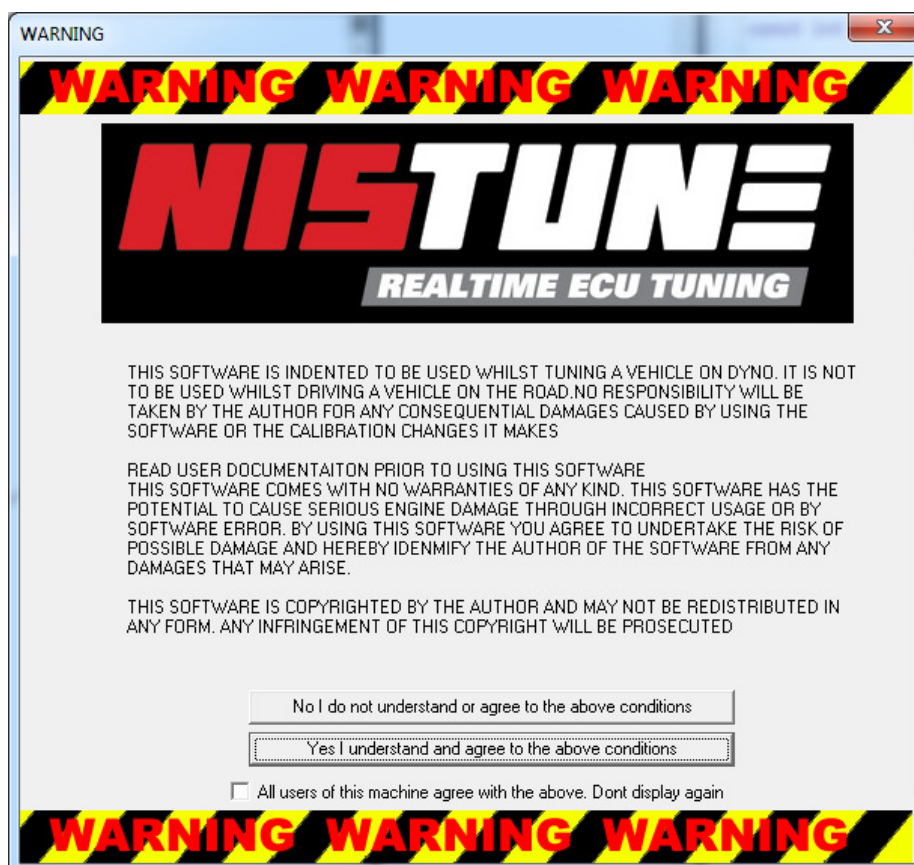 WARNING
WARNING WARNING WARNING
NISTUNE
REALTIME ECU TUNING
THIS SOFTWARE IS INDENTED TO BE USED WHILST TUNING A VEHICLE ON DYNO. IT IS NOT
TO BE USED WHILST DRIVING A VEHICLE ON THE ROAD.NO RESPONSIBILITY WILL BE
TAKEN BY THE AUTHOR FOR ANY CONSEQUENTIAL DAMAGES CAUSED BY USING THE
SOFTWARE OR THE CALIBRATION CHANGES IT MAKES
READ USER DOCUMENTAITON PRIOR TO USING THIS SOFTWARE
THIS SOFTWARE COMES WITH NO WARRANTIES OF ANY KIND. THIS SOFTWARE HAS THE
POTENTIAL TO CAUSE SERIOUS ENGINE DAMAGE THROUGH INCORRECT USAGE OR BY
SOFTWARE ERROR. BY USING THIS SOFTWARE YOU AGREE TO UNDERTAKE THE RISK OF
POSSIBLE DAMAGE AND HEREBY IDENMIFY THE AUTHOR OF THE SOFTWARE FROM ANY
DAMAGES THAT MAY ARISE.
THIS SOFTWARE IS COPYRIGHTED BY THE AUTHOR AND MAY NOT BE REDISTRIBUTED IN
ANY FORM. ANY INFRINGEMENT OF THIS COPYRIGHT WILL BE PROSECUTED
No I do not understand or agree to the above conditions
Yes I understand and agree to the above conditions
All users of this machine agree with the above. Dont display again
WARNING WARNING WARNING